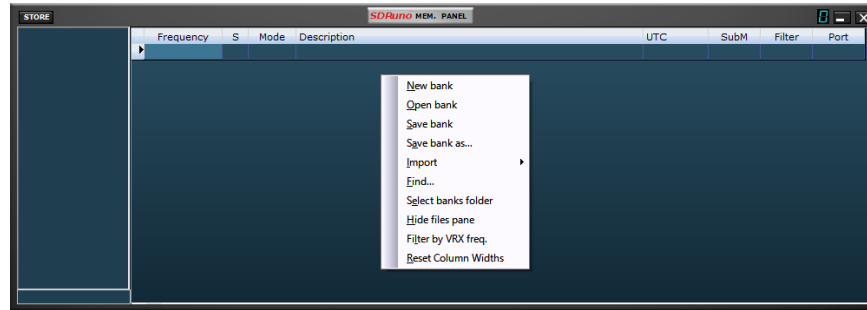 STORE SDRuno MEM. PANEL 0
Frequency S Mode Description UTC SubM Filter Port
New bank
Open bank
Save bank
Save bank as...
Import
Find...
Select banks folder
Hide files pane
Filter by VRX freq.
Reset Column Widths